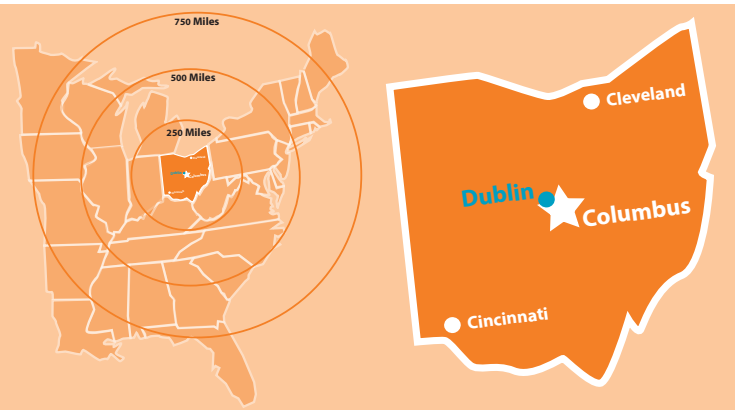 750 Miles
500 Miles
250 Miles
Cleveland
Dublin
Columbus
Cincinnati